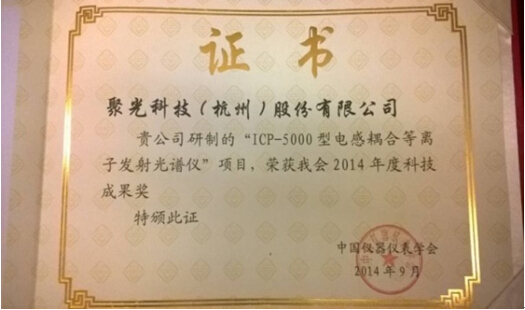 证书
聚光科技（杭州）股份有限公司
贵公司研制的“ICP-5000型电感耦合等离
子发射光谱仪”项目，荣获我会2014年度科技
成果奖
特颁此证
中国仪器仪表学会
2014年9月